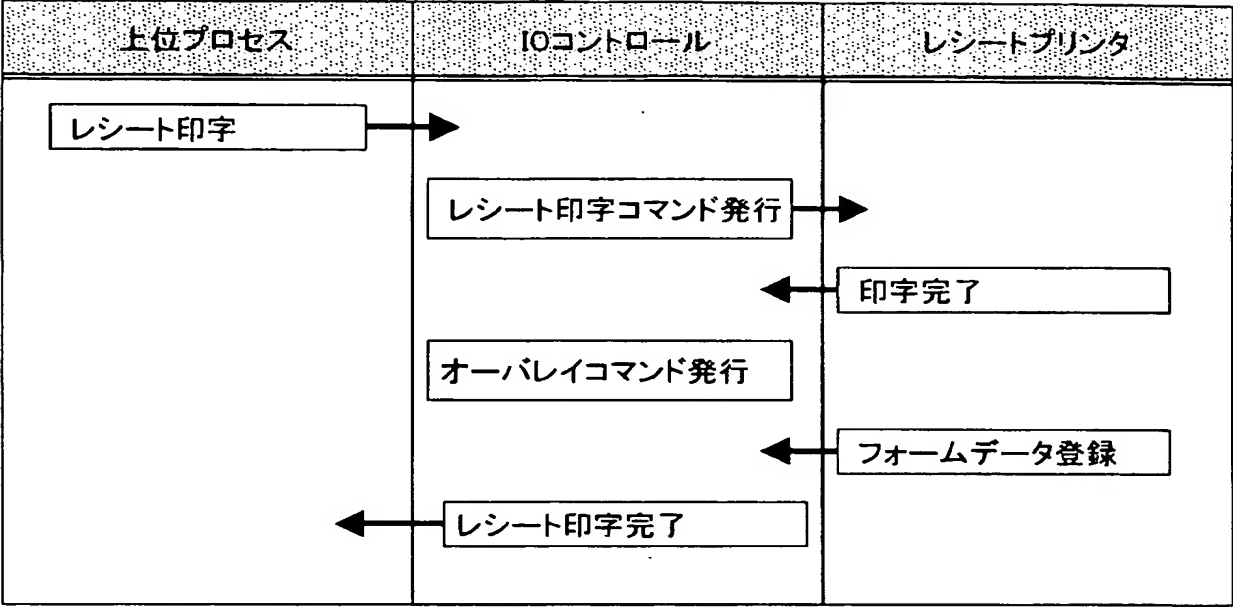 上位プロセス
IOコントロール
レシートプリンタ
レシート印字
レシート印字コマンド発行
印字完了
オーバレイコマンド発行
フォームデータ登録
レシート印字完了